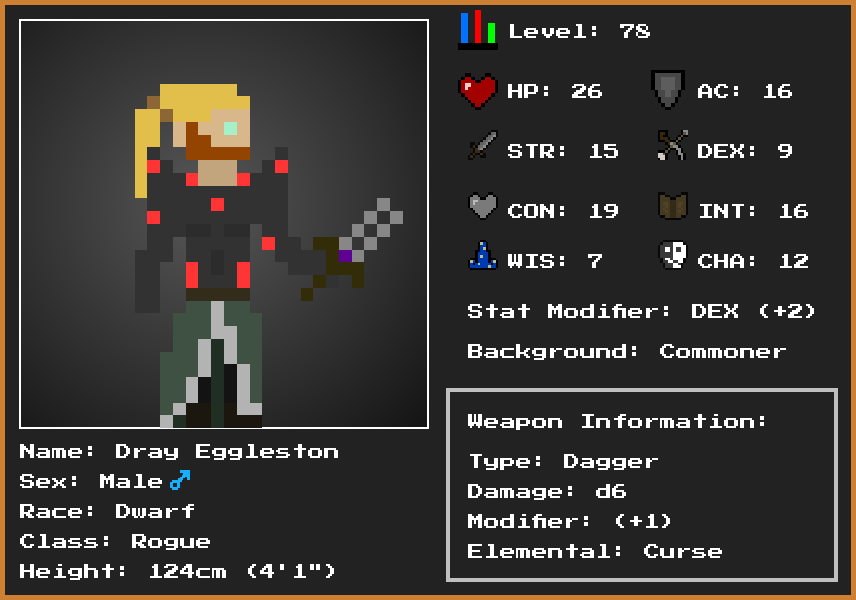 Level: 78
HP: 26 AC: 16
STR: 15 DEX: 9
CON: 19 INT: 16
WIS: 7 CHA: 12
Stat Modifier: DEX (+2)
Background: Commoner
Weapon Information:
Type: Dagger
Damage: d6
Modifier: (+1)
Elemental: Curse
Name: Dray Eggleston
Sex: Male ♂
Race: Dwarf
Class: Rogue
Height: 124cm (4'1")